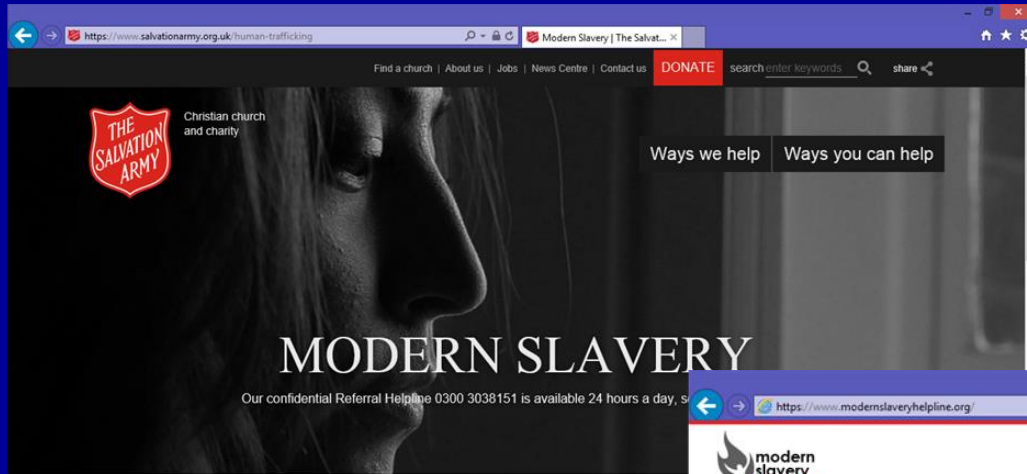 https://www.salvationarmy.org.uk/human-trafficking
Modern Slavery | The Salvat...
Find a church | About us | Jobs | News Centre | Contact us DONATE search enter keywords share
THE SALVATION ARMY
Christian church
and charity
Ways we help Ways you can help
MODERN SLAVERY
Our confidential Referral Helpline 0300 3038151 is available 24 hours a day, s
https://www.modernslaveryhelpline.org/
modern
slavery